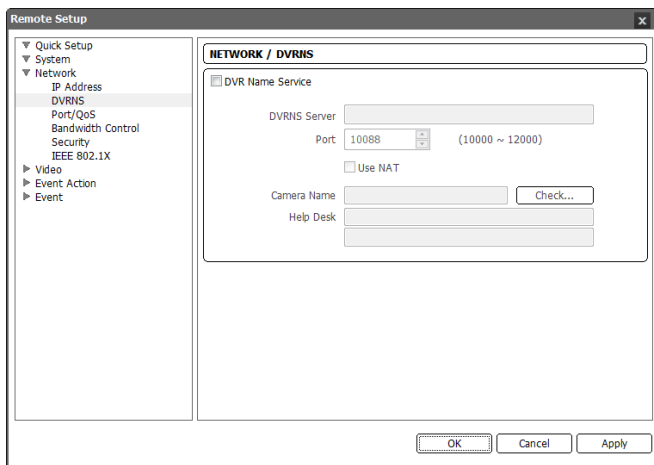 Remote Setup
x
Quick Setup
System
Network
IP Address
DVRNS
Port/QoS
Bandwidth Control
Security
IEEE 802.1X
Video
Event Action
Event
NETWORK / DVRNS
DVR Name Service
DVRNS Server
Port 10088 (10000 ~ 12000)
Use NAT
Camera Name Check...
Help Desk
OK Cancel Apply